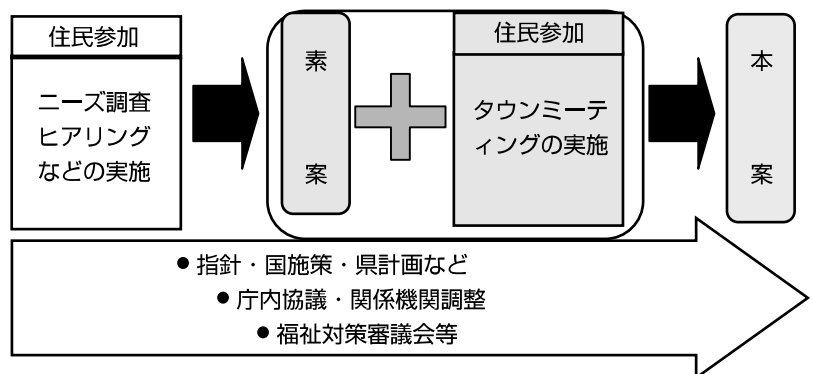 住民参加
ニーズ調査
ヒアリング
などの実施
素
案
住民参加
タウンミーテ
ィングの実施
本
案
●指針・国施策・県計画など
●庁内協議・関係機関調整
●福祉対策審議会等